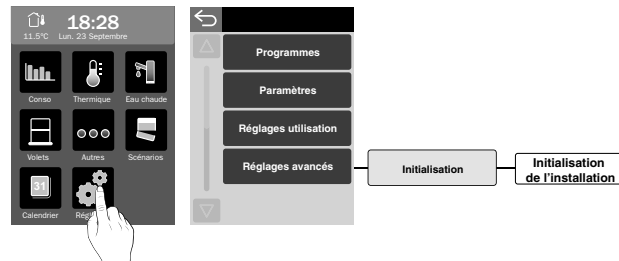 18:28
11.5°C Lun. 23 Septembre
Conso Thermique Eau chaude
Volets Autres Scénarios
31
Calendrier
Programmes
Paramètres
Réglages utilisation
Réglages avancés
Initialisation
Initialisation
de l'installation